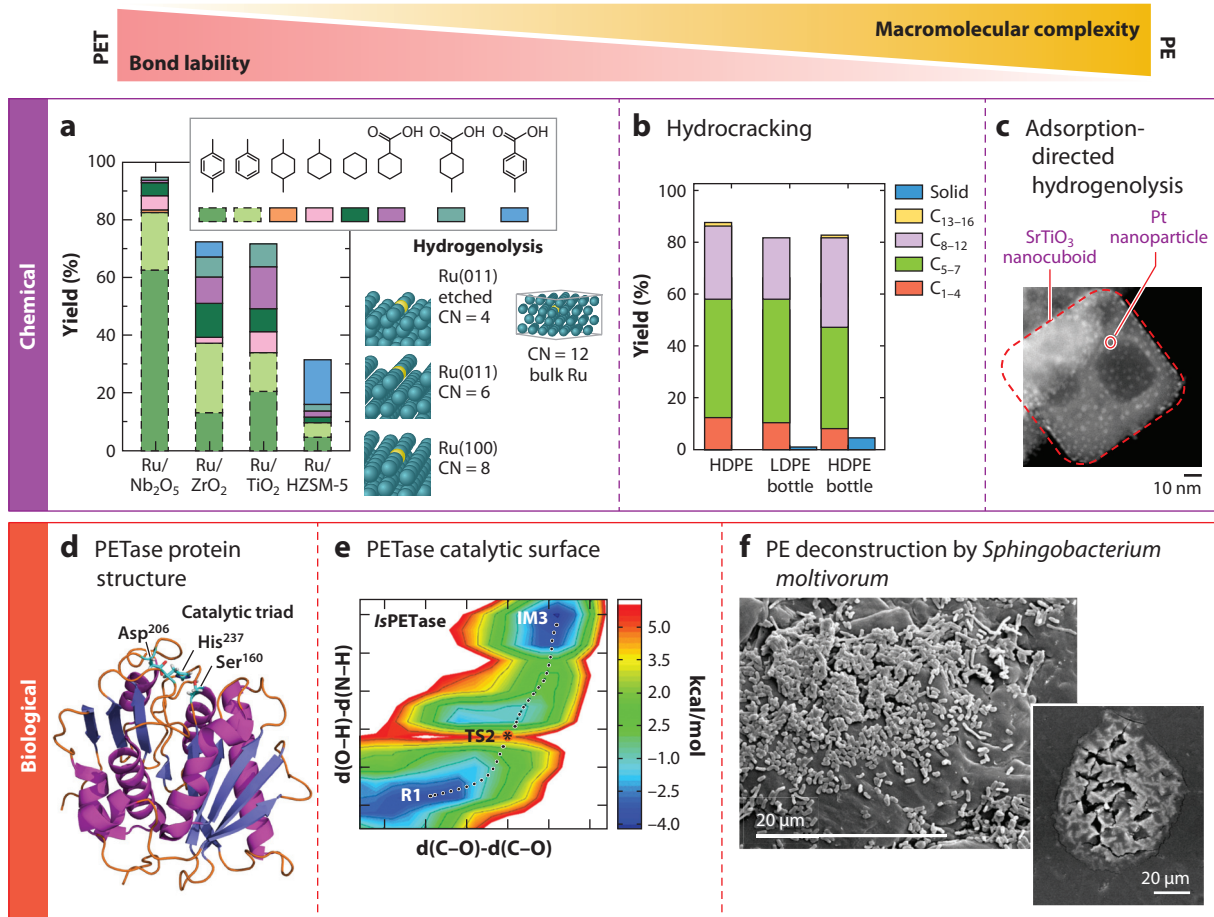 PET
Bond lability
Macromolecular complexity
PE
Chemical
a
O
OH
O
OH
O
OH
100
80
60
40
20
0
Yield (%)
Ru/
Nb₂O₅
Ru/
ZrO₂
Ru/
TiO₂
Ru/
HZSM-5
Hydrogenolysis
Ru(011)
etched
CN = 4
Ru(011)
CN = 6
Ru(100)
CN = 8
CN = 12
bulk Ru
b Hydrocracking
100
80
60
40
20
0
Yield (%)
HDPE
LDPE
bottle
HDPE
bottle
Solid
C₁₃₋₁₆
C₈₋₁₂
C₅₋₇
C₁₋₄
c Adsorption-
directed
hydrogenolysis
SrTiO₃
nanocuboid
Pt
nanoparticle
10 nm
Biological
d PETase protein
structure
Catalytic triad
Asp²⁰⁶
His²³⁷
Ser¹⁶⁰
e PETase catalytic surface
IsPETase
IM3
TS2 *
R1
d(O–H)-d(N–H)
d(C–O)-d(C–O)
5.0
3.5
2.0
2.5
–1.0
–2.5
–4.0
kcal/mol
f PE deconstruction by Sphingobacterium
moltivorum
20 µm
20 µm